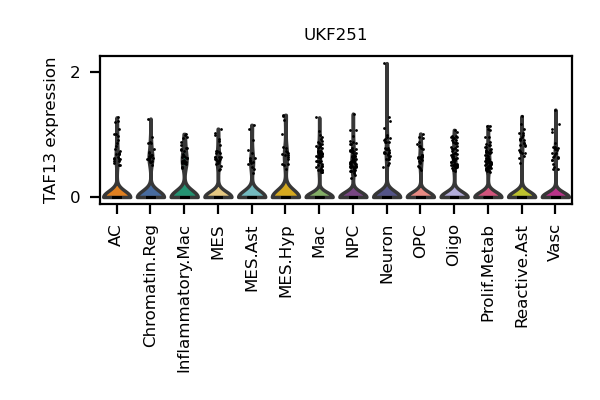 UKF251
TAF13 expression
2
0
AC
Chromatin.Reg
Inflammatory.Mac
MES
MES.Ast
MES.Hyp
Mac
NPC
Neuron
OPC
Oligo
Prolif.Metab
Reactive.Ast
Vasc